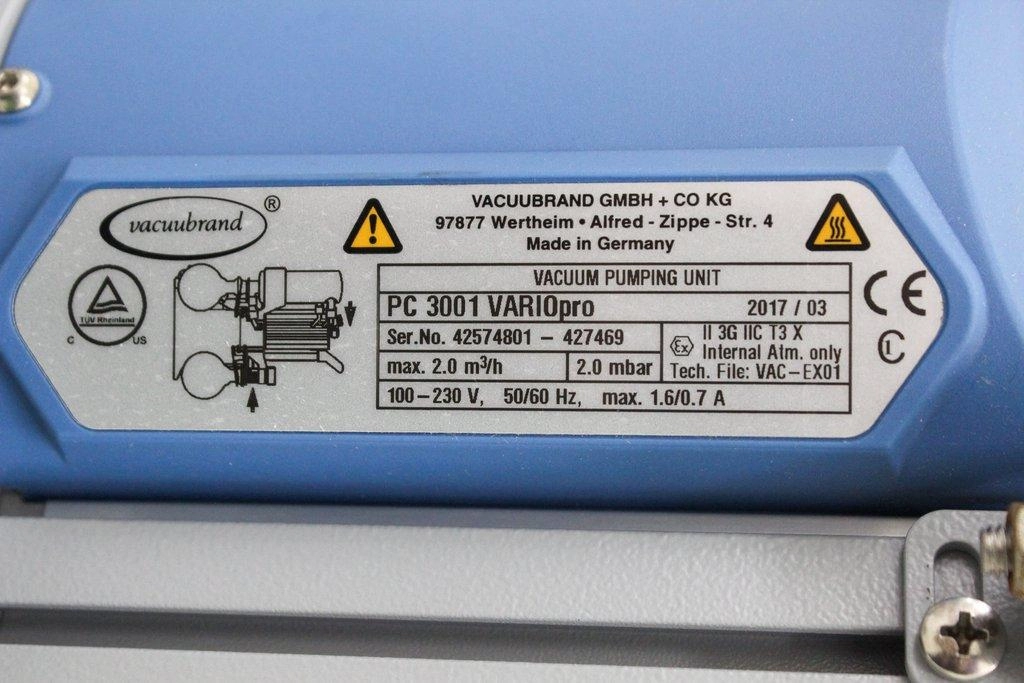 vacuubrand ®
VACUUBRAND GMBH + CO KG
97877 Wertheim • Alfred - Zippe - Str. 4
Made in Germany
TÜV Rheinland
C US
VACUUM PUMPING UNIT
PC 3001 VARIOpro 2017 / 03
Ser.No. 42574801 – 427469
max. 2.0 m³/h 2.0 mbar
Ex II 3G IIC T3 X
Internal Atm. only
Tech. File: VAC–EX01
100–230 V, 50/60 Hz, max. 1.6/0.7 A
CE